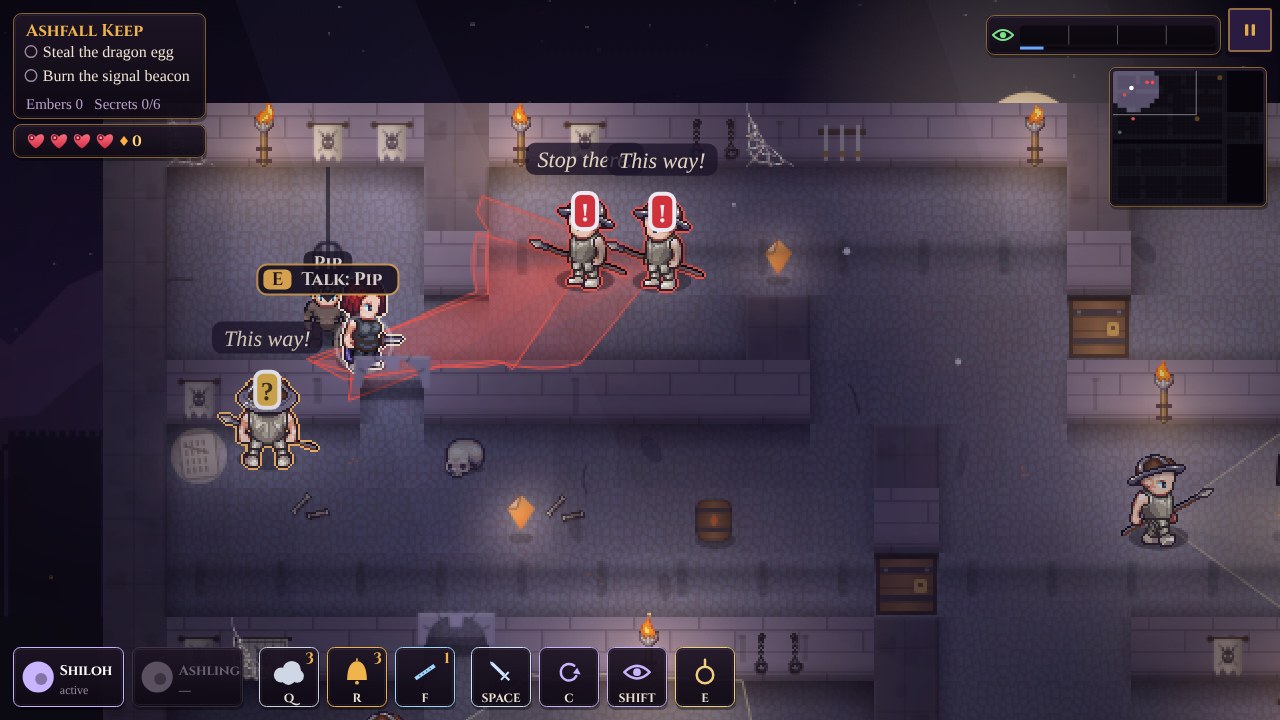 ASHFALL KEEP
Steal the dragon egg
Burn the signal beacon
Embers 0 Secrets 0/6
0
Stop the
This way!
!
!
PIP
E TALK: PIP
This way!
?
SHILOH
active
ASHLING
—
3
Q
3
R
1
F
SPACE
C
SHIFT
E